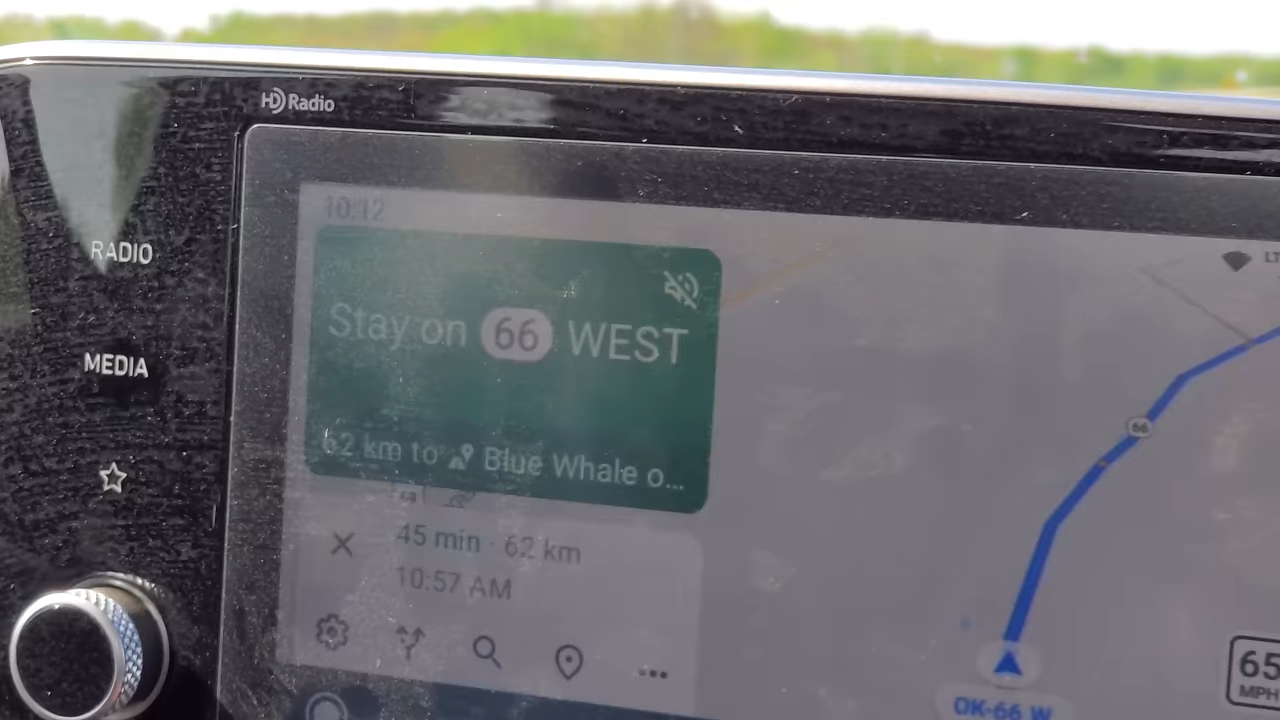 HD Radio
RADIO
MEDIA
10:12
LT
Stay on 66 WEST
62 km to Blue Whale o...
45 min · 62 km
10:57 AM
66
65
MPH
OK-66 W